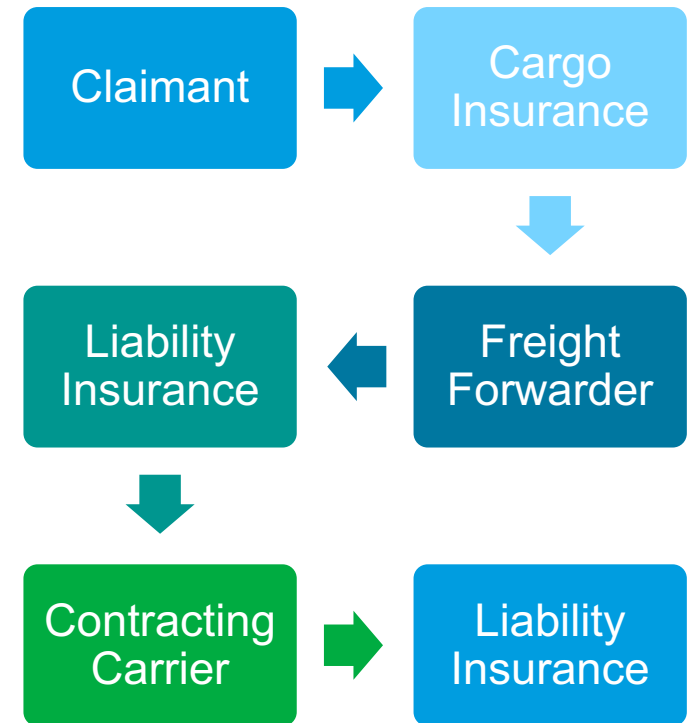 Claimant
Cargo
Insurance
Liability
Insurance
Freight
Forwarder
Contracting
Carrier
Liability
Insurance